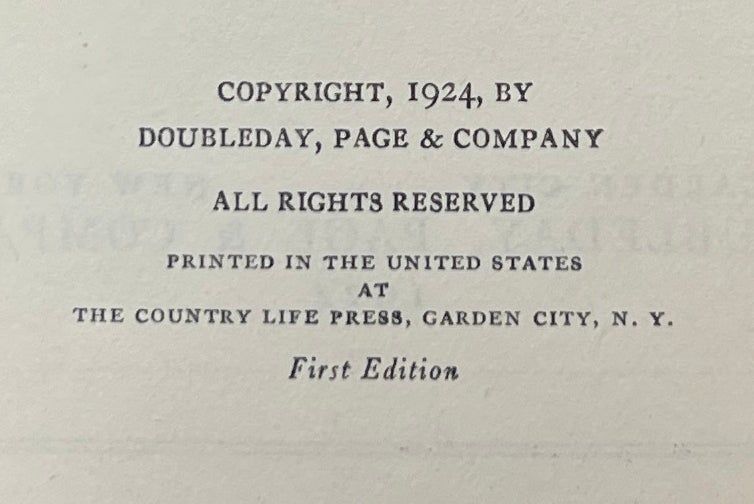 COPYRIGHT, 1924, BY
DOUBLEDAY, PAGE & COMPANY
ALL RIGHTS RESERVED
PRINTED IN THE UNITED STATES
AT
THE COUNTRY LIFE PRESS, GARDEN CITY, N. Y.
First Edition